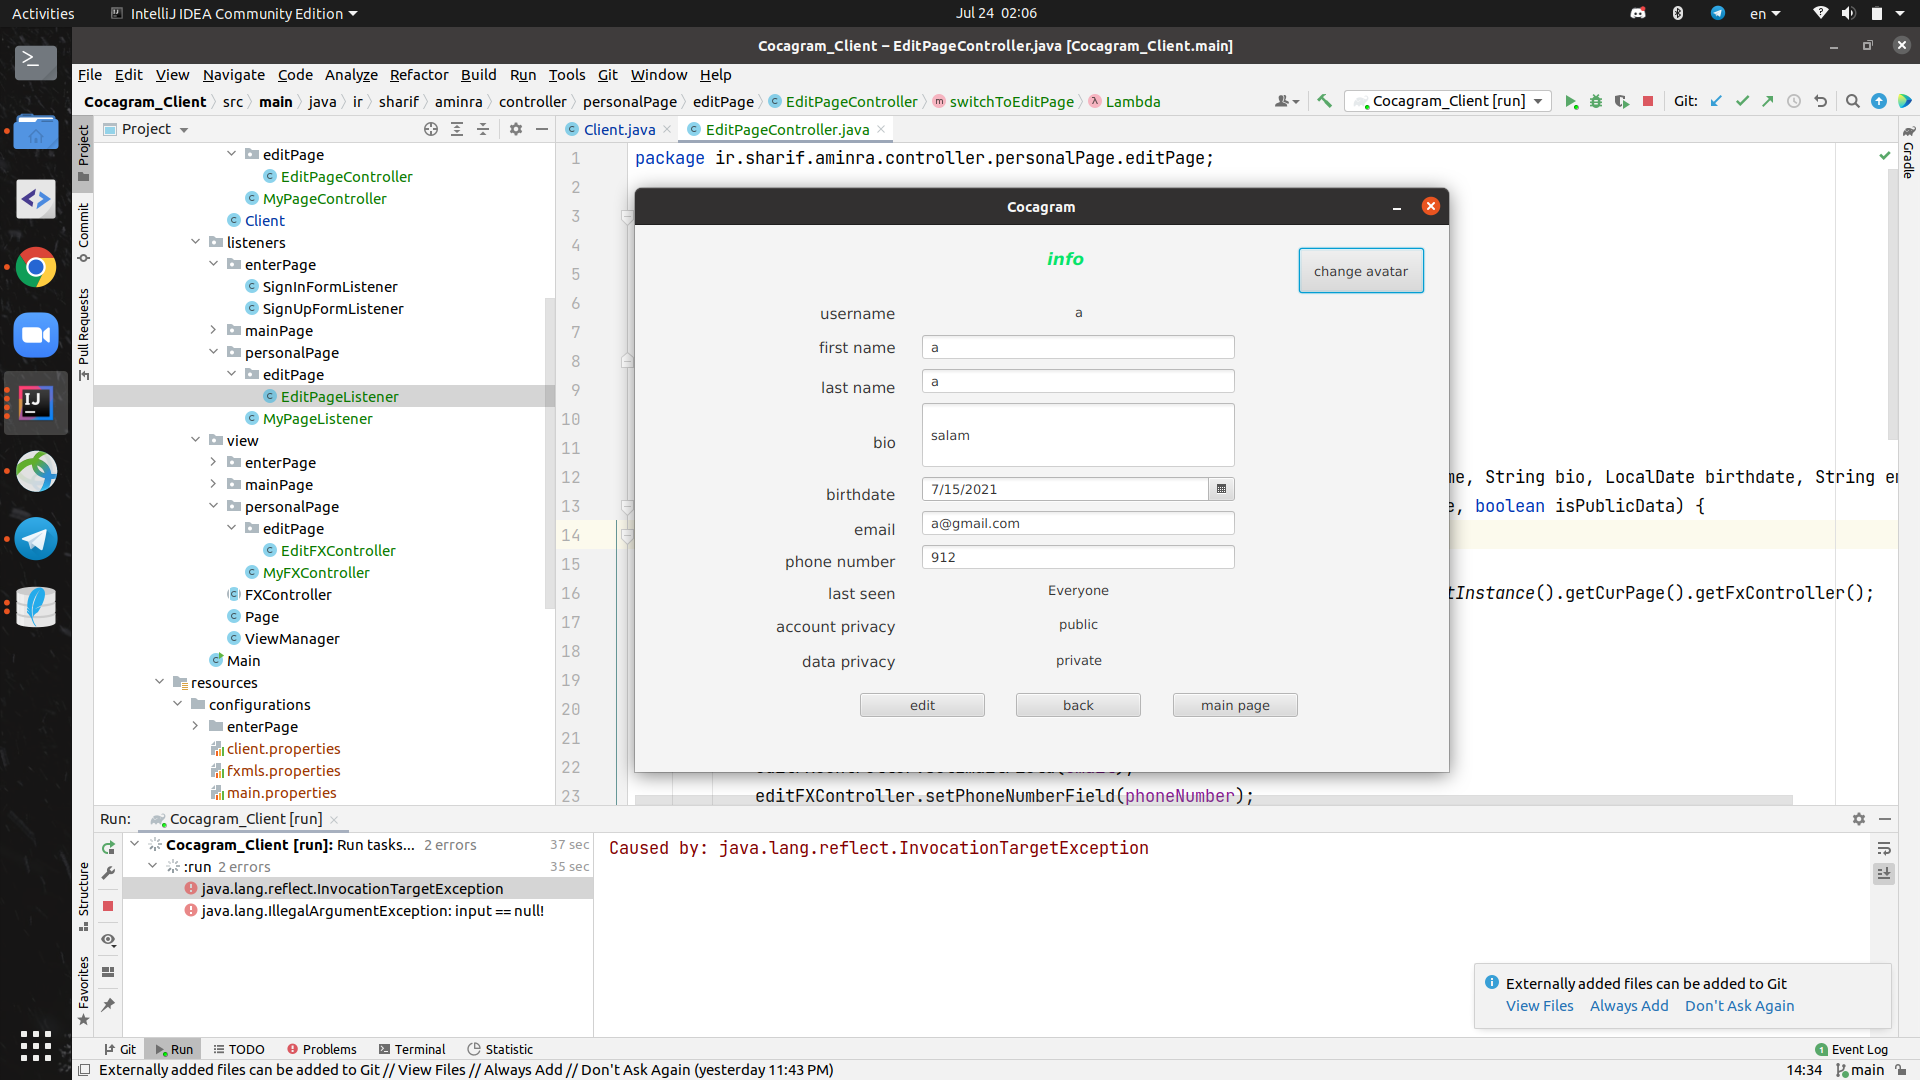 Activities
IntelliJ IDEA Community Edition
Jul 24 02:06
en
Cocagram_Client – EditPageController.java [Cocagram_Client.main]
File Edit View Navigate Code Analyze Refactor Build Run Tools Git Window Help
Cocagram_Client src main java ir sharif aminra controller personalPage editPage EditPageController switchToEditPage Lambda
Cocagram_Client [run]
Git:
Project
Client.java
EditPageController.java
Project
Commit
Pull Requests
Structure
Favorites
Gradle
editPage
EditPageController
MyPageController
Client
listeners
enterPage
SignInFormListener
SignUpFormListener
mainPage
personalPage
editPage
EditPageListener
MyPageListener
view
enterPage
mainPage
personalPage
editPage
EditFXController
MyFXController
FXController
Page
ViewManager
Main
resources
configurations
enterPage
client.properties
fxmls.properties
main.properties
1 package ir.sharif.aminra.controller.personalPage.editPage;
2
3
4
5
6
7
8
9
10
11
12 me, String bio, LocalDate birthdate, String em
13 e, boolean isPublicData) {
14
15
16 tInstance().getCurPage().getFxController();
17
18
19
20
21
22
23 editFXController.setPhoneNumberField(phoneNumber);
Cocagram
info
change avatar
username a
first name a
last name a
bio salam
birthdate 7/15/2021
email a@gmail.com
phone number 912
last seen Everyone
account privacy public
data privacy private
edit back main page
Run: Cocagram_Client [run]
Cocagram_Client [run]: Run tasks... 2 errors 37 sec
:run 2 errors 35 sec
java.lang.reflect.InvocationTargetException
java.lang.IllegalArgumentException: input == null!
Caused by: java.lang.reflect.InvocationTargetException
Externally added files can be added to Git
View Files Always Add Don't Ask Again
Git Run TODO Problems Terminal Statistic
1 Event Log
Externally added files can be added to Git // View Files // Always Add // Don't Ask Again (yesterday 11:43 PM)
14:34 main